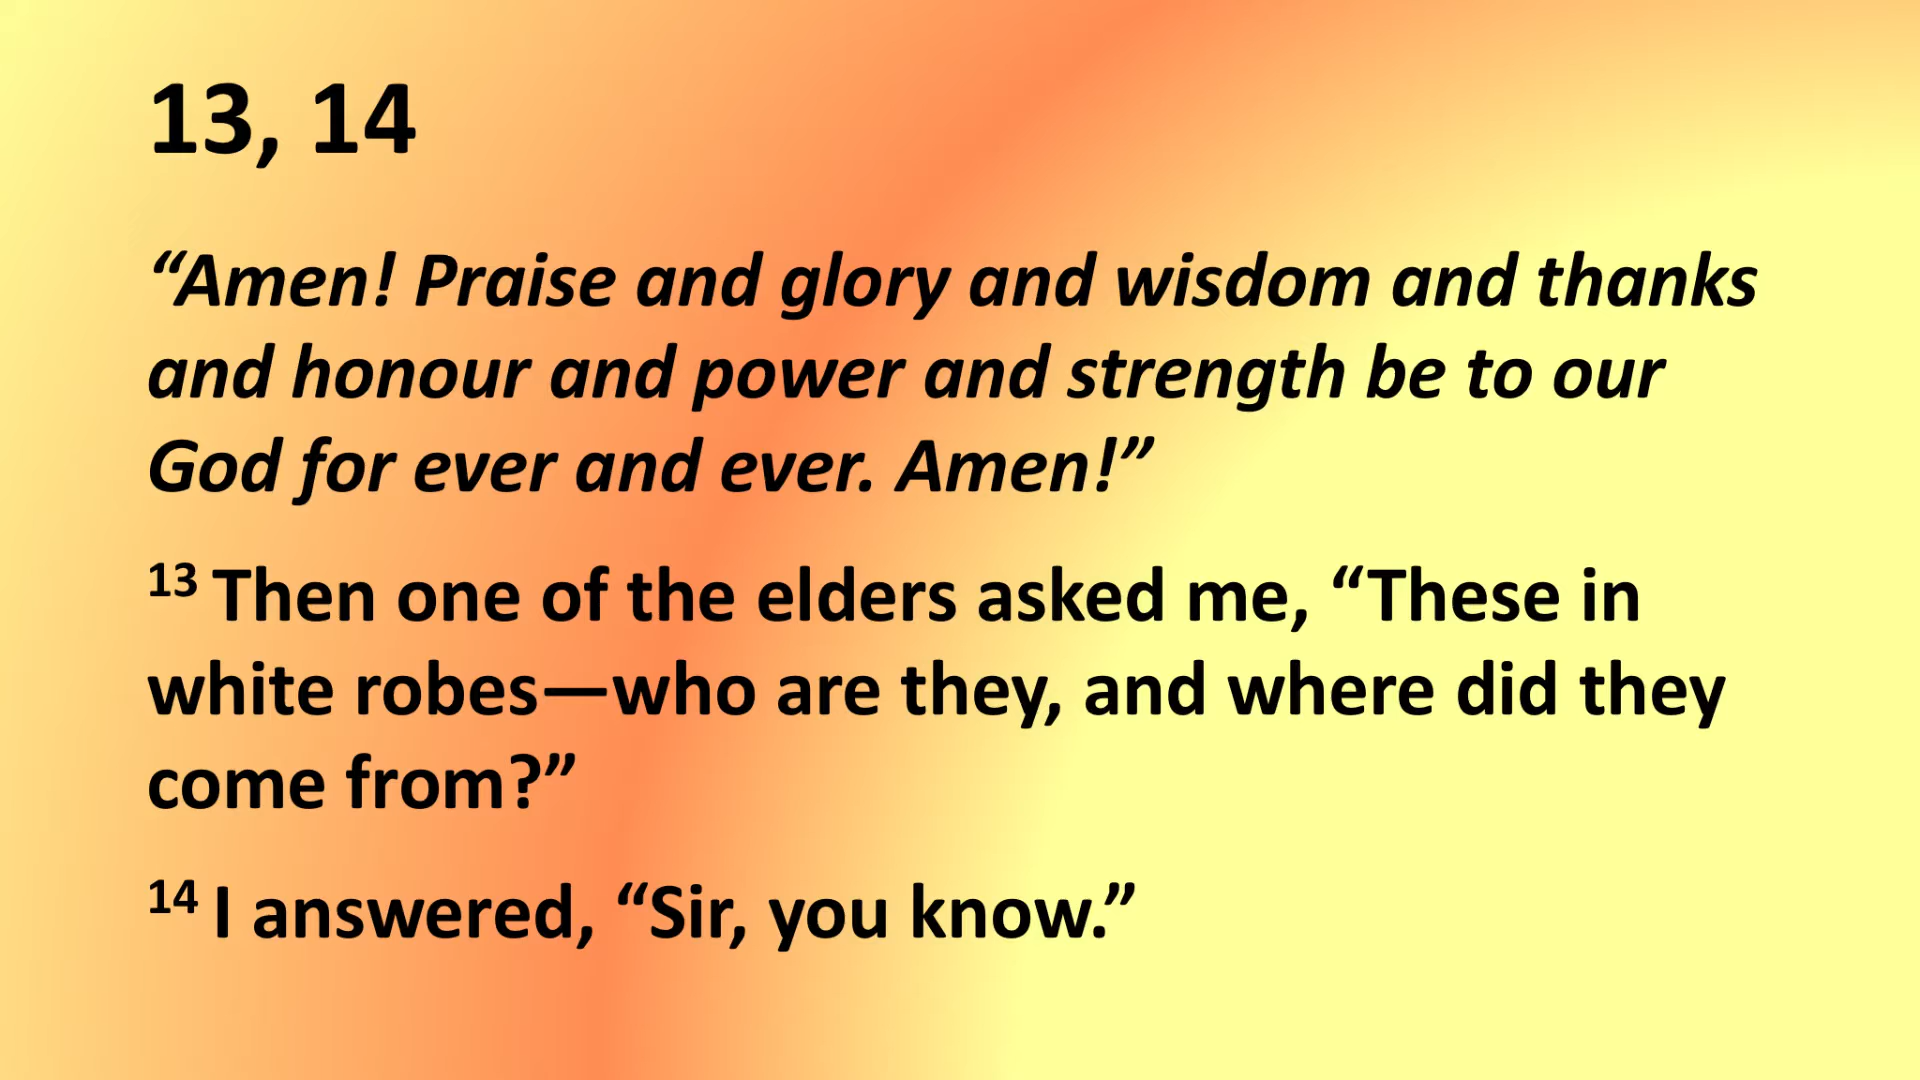 13, 14
“Amen! Praise and glory and wisdom and thanks
and honour and power and strength be to our
God for ever and ever. Amen!”
13 Then one of the elders asked me, “These in
white robes—who are they, and where did they
come from?”
14 I answered, “Sir, you know.”